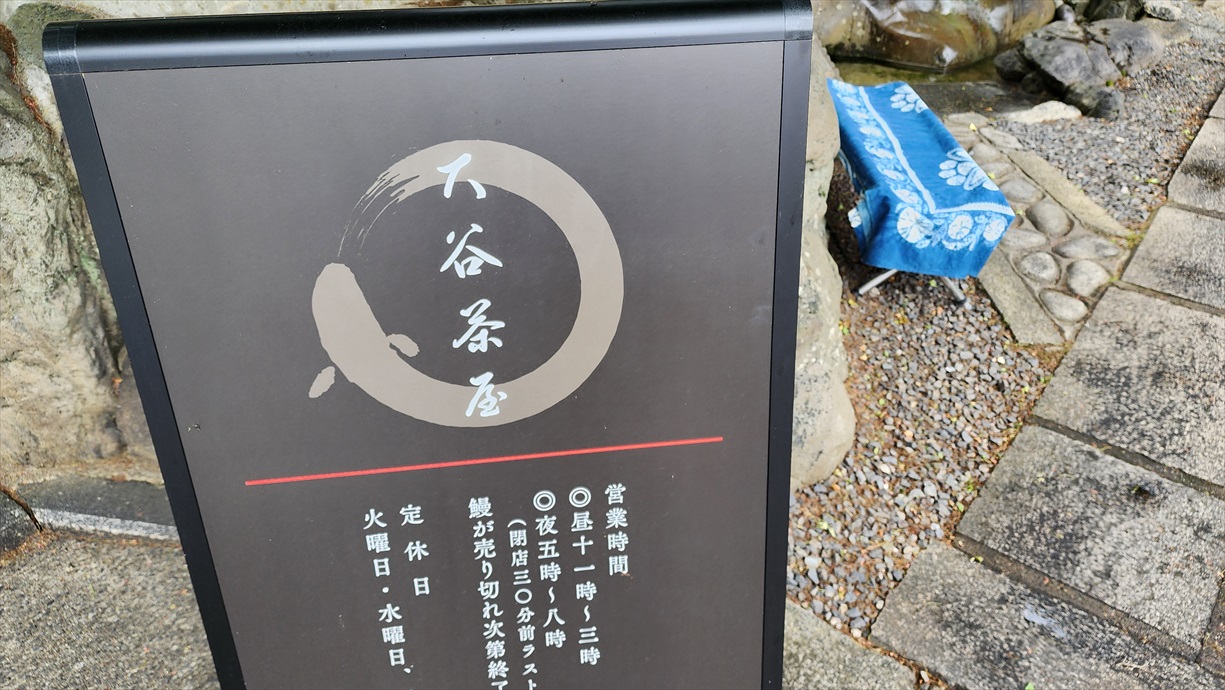 大谷茶屋
営業時間
◎昼十一時〜三時
◎夜五時〜八時
(閉店三〇分前ラスト
鰻が売り切れ次第終了
定休日
火曜日・水曜日、